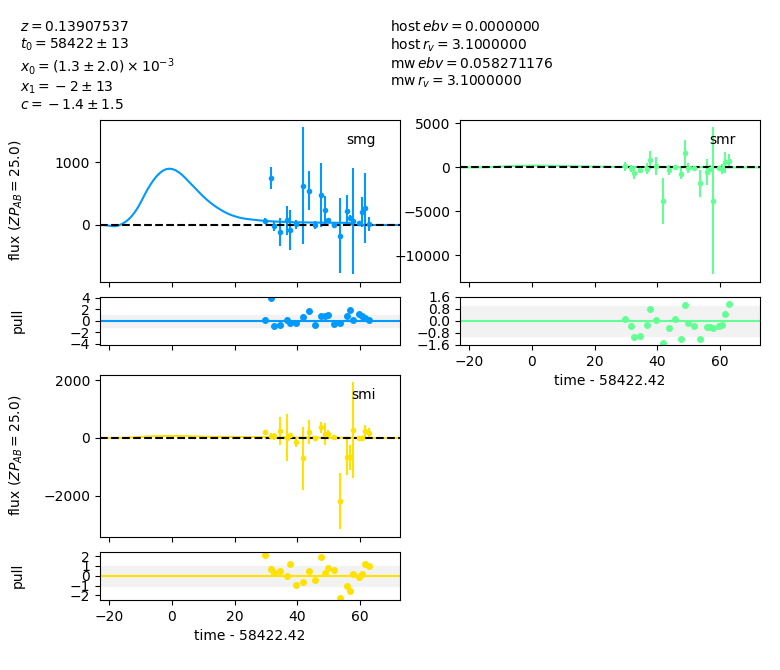 z = 0.13907537
t₀ = 58422 ± 13
x₀ = (1.3 ± 2.0) × 10⁻³
x₁ = −2 ± 13
c = −1.4 ± 1.5
host ebv = 0.0000000
host r_v = 3.1000000
mw ebv = 0.058271176
mw r_v = 3.1000000
smg
flux (ZP_AB = 25.0)
1000
0
smr
5000
0
−5000
−10000
pull
4
2
0
−2
−4
1.6
0.8
0.0
−0.8
−1.6
−20 0 20 40 60
time - 58422.42
smi
flux (ZP_AB = 25.0)
2000
0
−2000
pull
2
1
0
−1
−2
−20 0 20 40 60
time - 58422.42